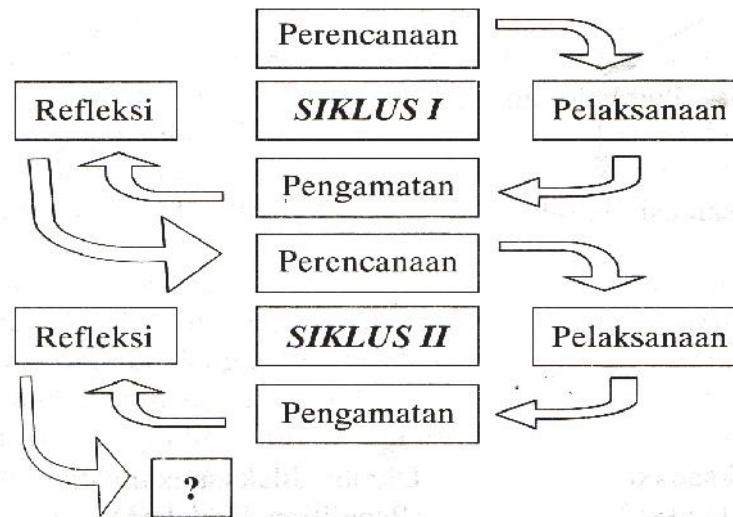 Perencanaan
Refleksi
SIKLUS I
Pelaksanaan
Pengamatan
Perencanaan
Refleksi
SIKLUS II
Pelaksanaan
Pengamatan
?